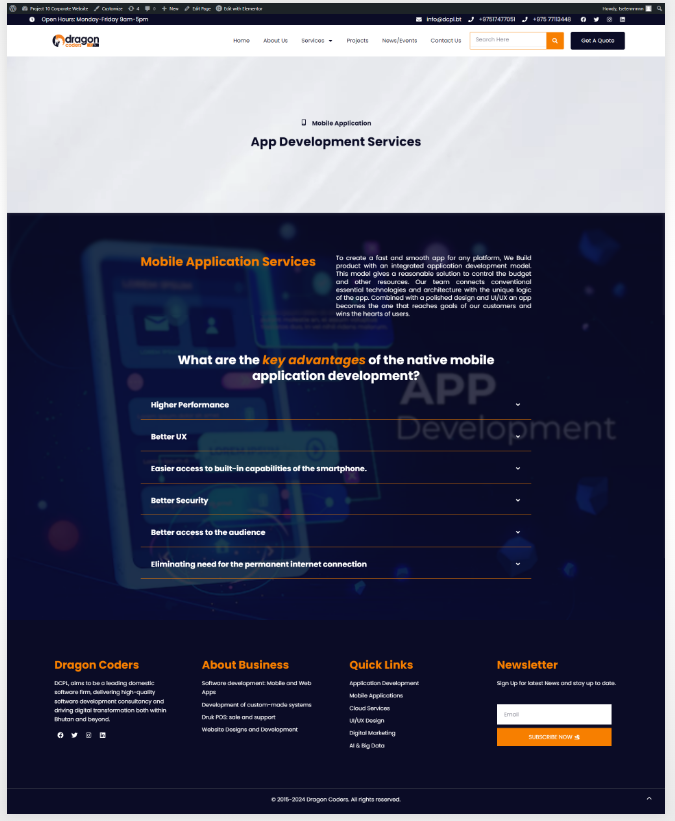 Project 10 Corporate Website Customize 4 0 New Edit Page Edit with Elementor
Open Hours: Monday-Friday 9am-5pm info@dcpl.bt +97517477051 +975 77113448
dragon
coders
Home About Us Services Projects News/Events Contact Us Search Here Get A Quote
Mobile Application
App Development Services
Mobile Application Services
To create a fast and smooth app for any platform, We Build
product with an integrated application development model.
This model gives a reasonable solution to control the budget
and other resources. Our team connects conventional
essential technologies and architecture with the unique logic
of the app. Combined with a polished design and UI/UX an app
becomes the one that reaches goals of our customers and
wins the hearts of users.
What are the key advantages of the native mobile
application development?
APP
Development
Higher Performance
Better UX
Easier access to built-in capabilities of the smartphone.
Better Security
Better access to the audience
Eliminating need for the permanent internet connection
Dragon Coders
DCPL, aims to be a leading domestic
software firm, delivering high-quality
software development consultancy and
driving digital transformation both within
Bhutan and beyond.
About Business
Software development: Mobile and Web
Apps
Development of custom-made systems
Druk POS: sale and support
Website Designs and Development
Quick Links
Application Development
Mobile Applications
Cloud Services
UI/UX Design
Digital Marketing
AI & Big Data
Newsletter
Sign Up for latest News and stay up to date.
Email
SUBSCRIBE NOW
© 2015-2024 Dragon Coders. All rights reserved.